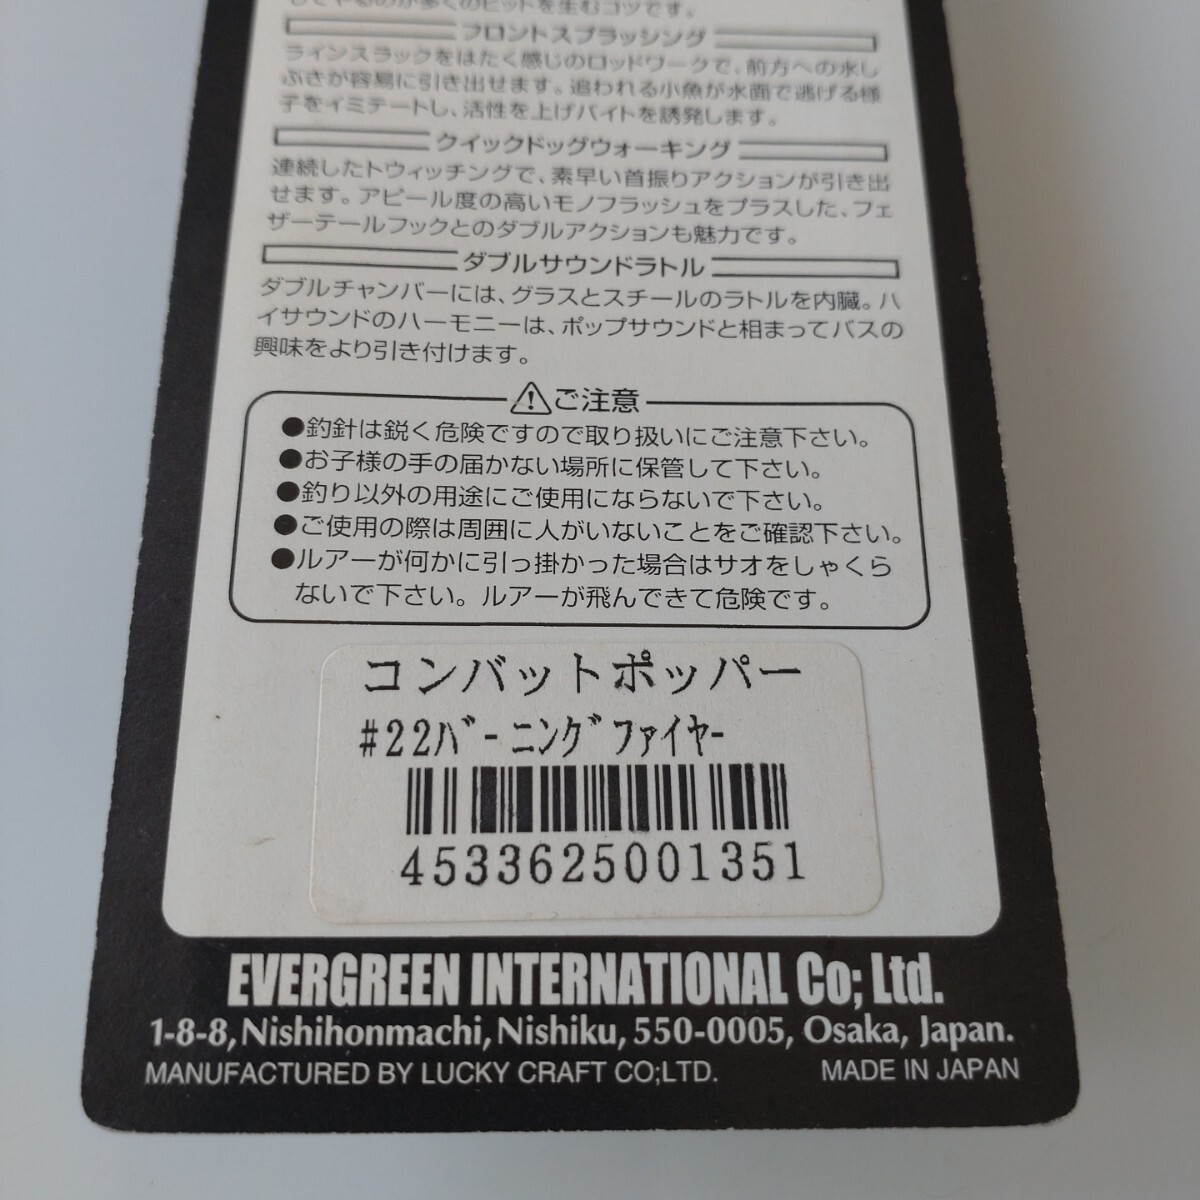 してやるのが多くのヒットを生むコツです。
フロントスプラッシング
ラインスラックをはたく感じのロッドワークで、前方への水し
ぶきが容易に引き出せます。追われる小魚が水面で逃げる様
子をイミテートし、活性を上げバイトを誘発します。
クイックドッグウォーキング
連続したトウィッチングで、素早い首振りアクションが引き出
せます。アピール度の高いモノフラッシュをプラスした、フェ
ザーテールフックとのダブルアクションも魅力です。
ダブルサウンドラトル
ダブルチャンバーには、グラスとスチールのラトルを内臓。ハ
イサウンドのハーモニーは、ポップサウンドと相まってバスの
興味をより引き付けます。
ご注意
●釣針は鋭く危険ですので取り扱いにご注意下さい。
●お子様の手の届かない場所に保管して下さい。
●釣り以外の用途にご使用にならないで下さい。
●ご使用の際は周囲に人がいないことをご確認下さい。
●ルアーが何かに引っ掛かった場合はサオをしゃくら
ないで下さい。ルアーが飛んできて危険です。
コンバットポッパー
#22ﾊﾞｰﾆﾝｸﾞﾌｧｲﾔｰ
4533625001351
EVERGREEN INTERNATIONAL Co; Ltd.
1-8-8, Nishihonmachi, Nishiku, 550-0005, Osaka, Japan.
MANUFACTURED BY LUCKY CRAFT CO;LTD. MADE IN JAPAN